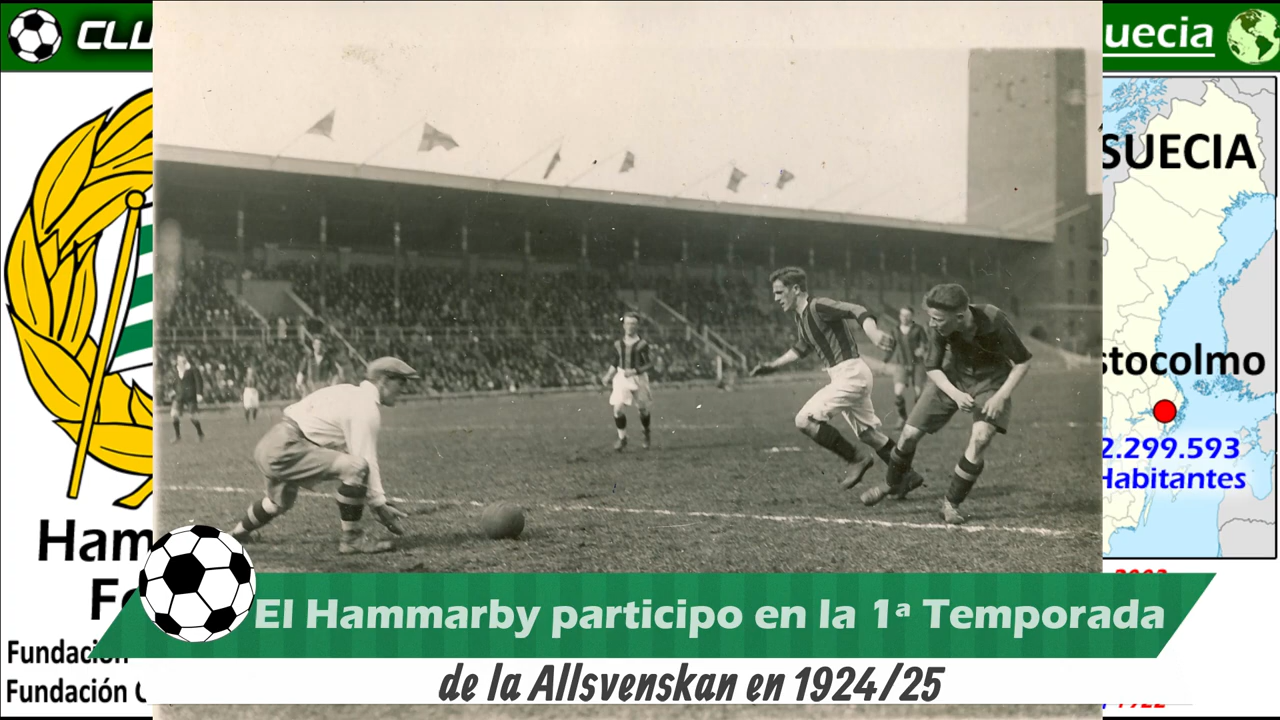 CLU
uecia
SUECIA
stocolmo
2.299.593
Habitantes
Ham
F
El Hammarby participo en la 1ª Temporada
de la Allsvenskan en 1924/25
Fundación
Fundación